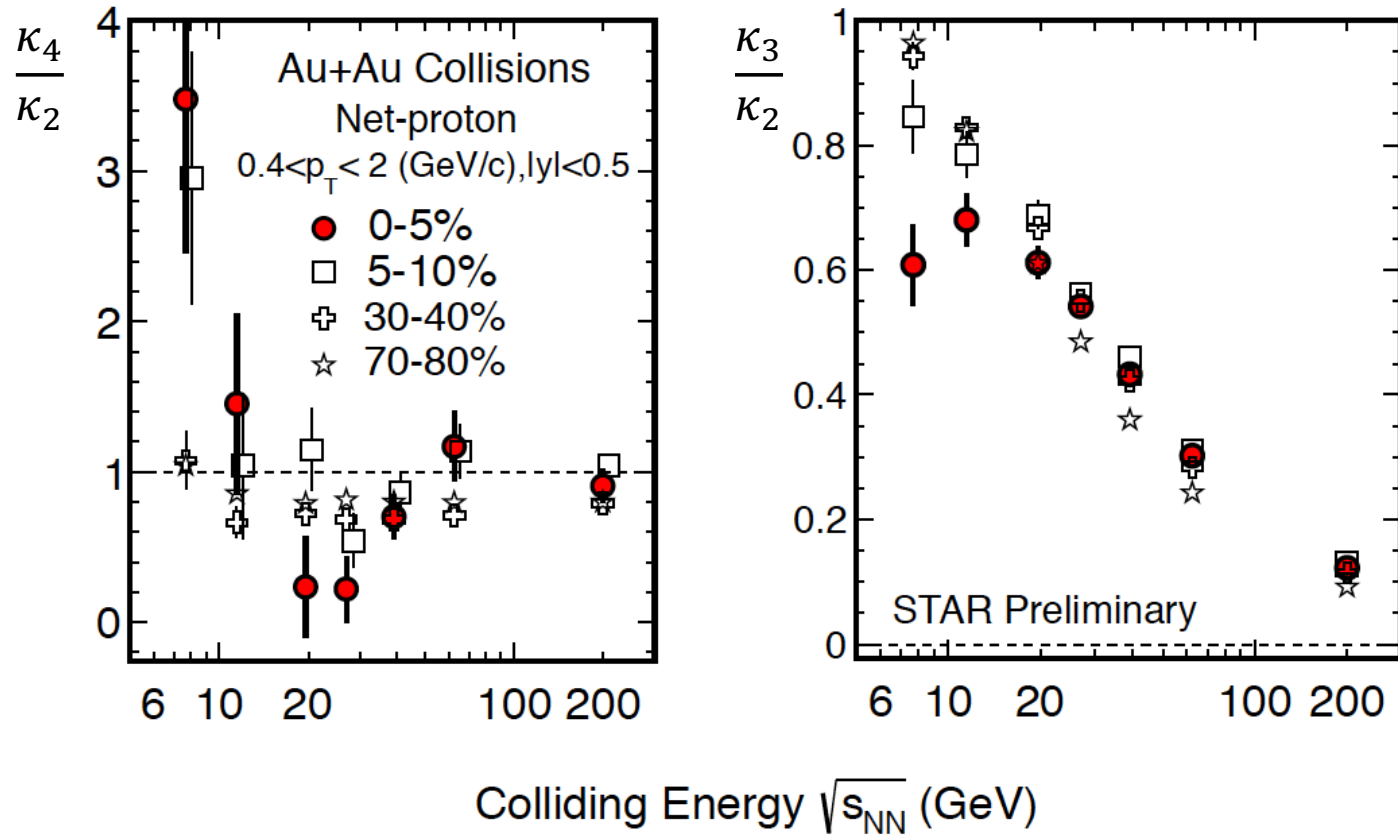 κ₄
κ₂
4
3
2
1
0
Au+Au Collisions
Net-proton
0.4<p_T< 2 (GeV/c),|y|<0.5
0-5%
5-10%
30-40%
70-80%
6 10 20 100 200
κ₃
κ₂
1
0.8
0.6
0.4
0.2
0
STAR Preliminary
6 10 20 100 200
Colliding Energy √s_NN (GeV)